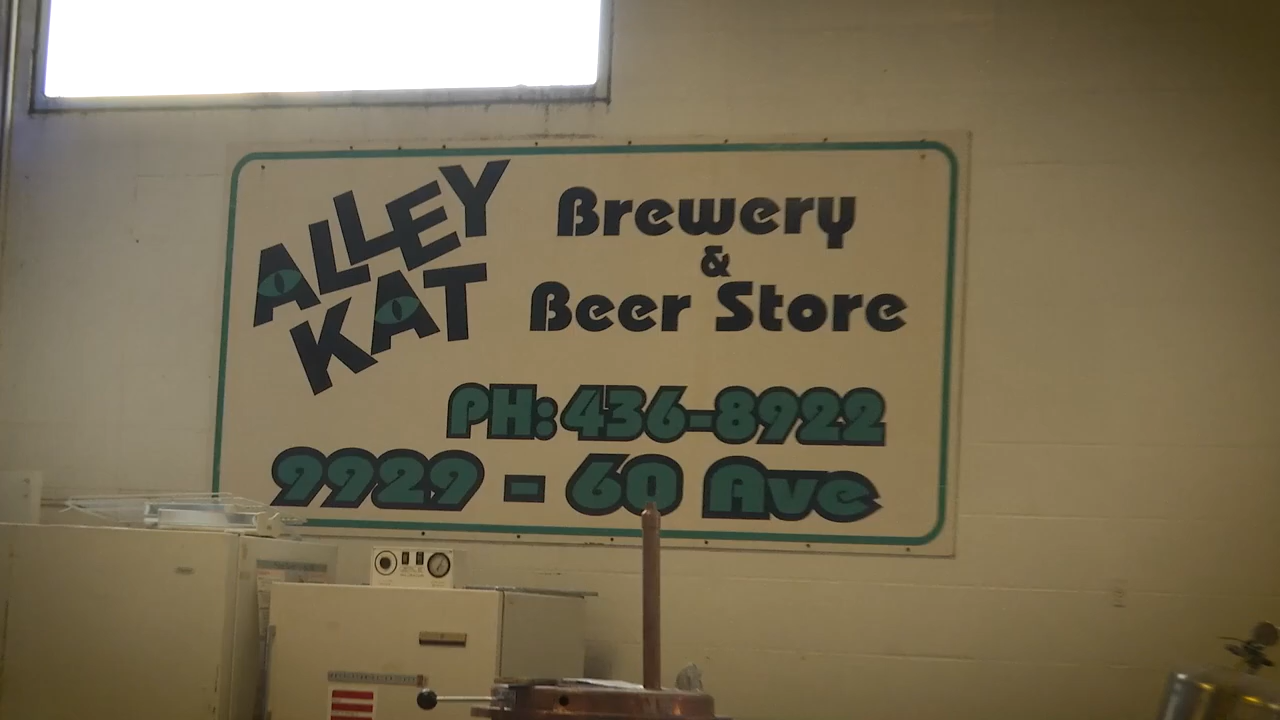 ALLEY
KAT
Brewery
&
Beer Store
PH: 436-8922
9929 - 60 Ave